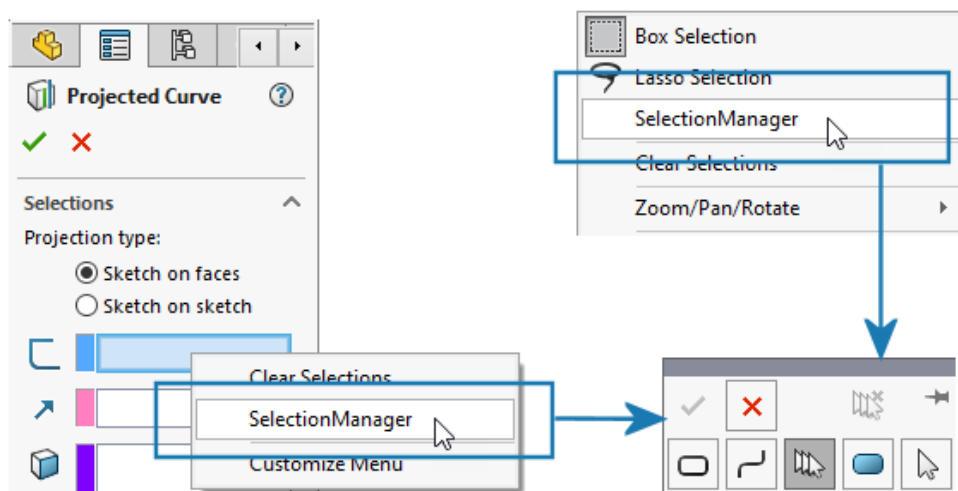 Projected Curve
Selections
Projection type:
Sketch on faces
Sketch on sketch
Clear Selections
SelectionManager
Customize Menu
Box Selection
Lasso Selection
SelectionManager
Clear Selections
Zoom/Pan/Rotate